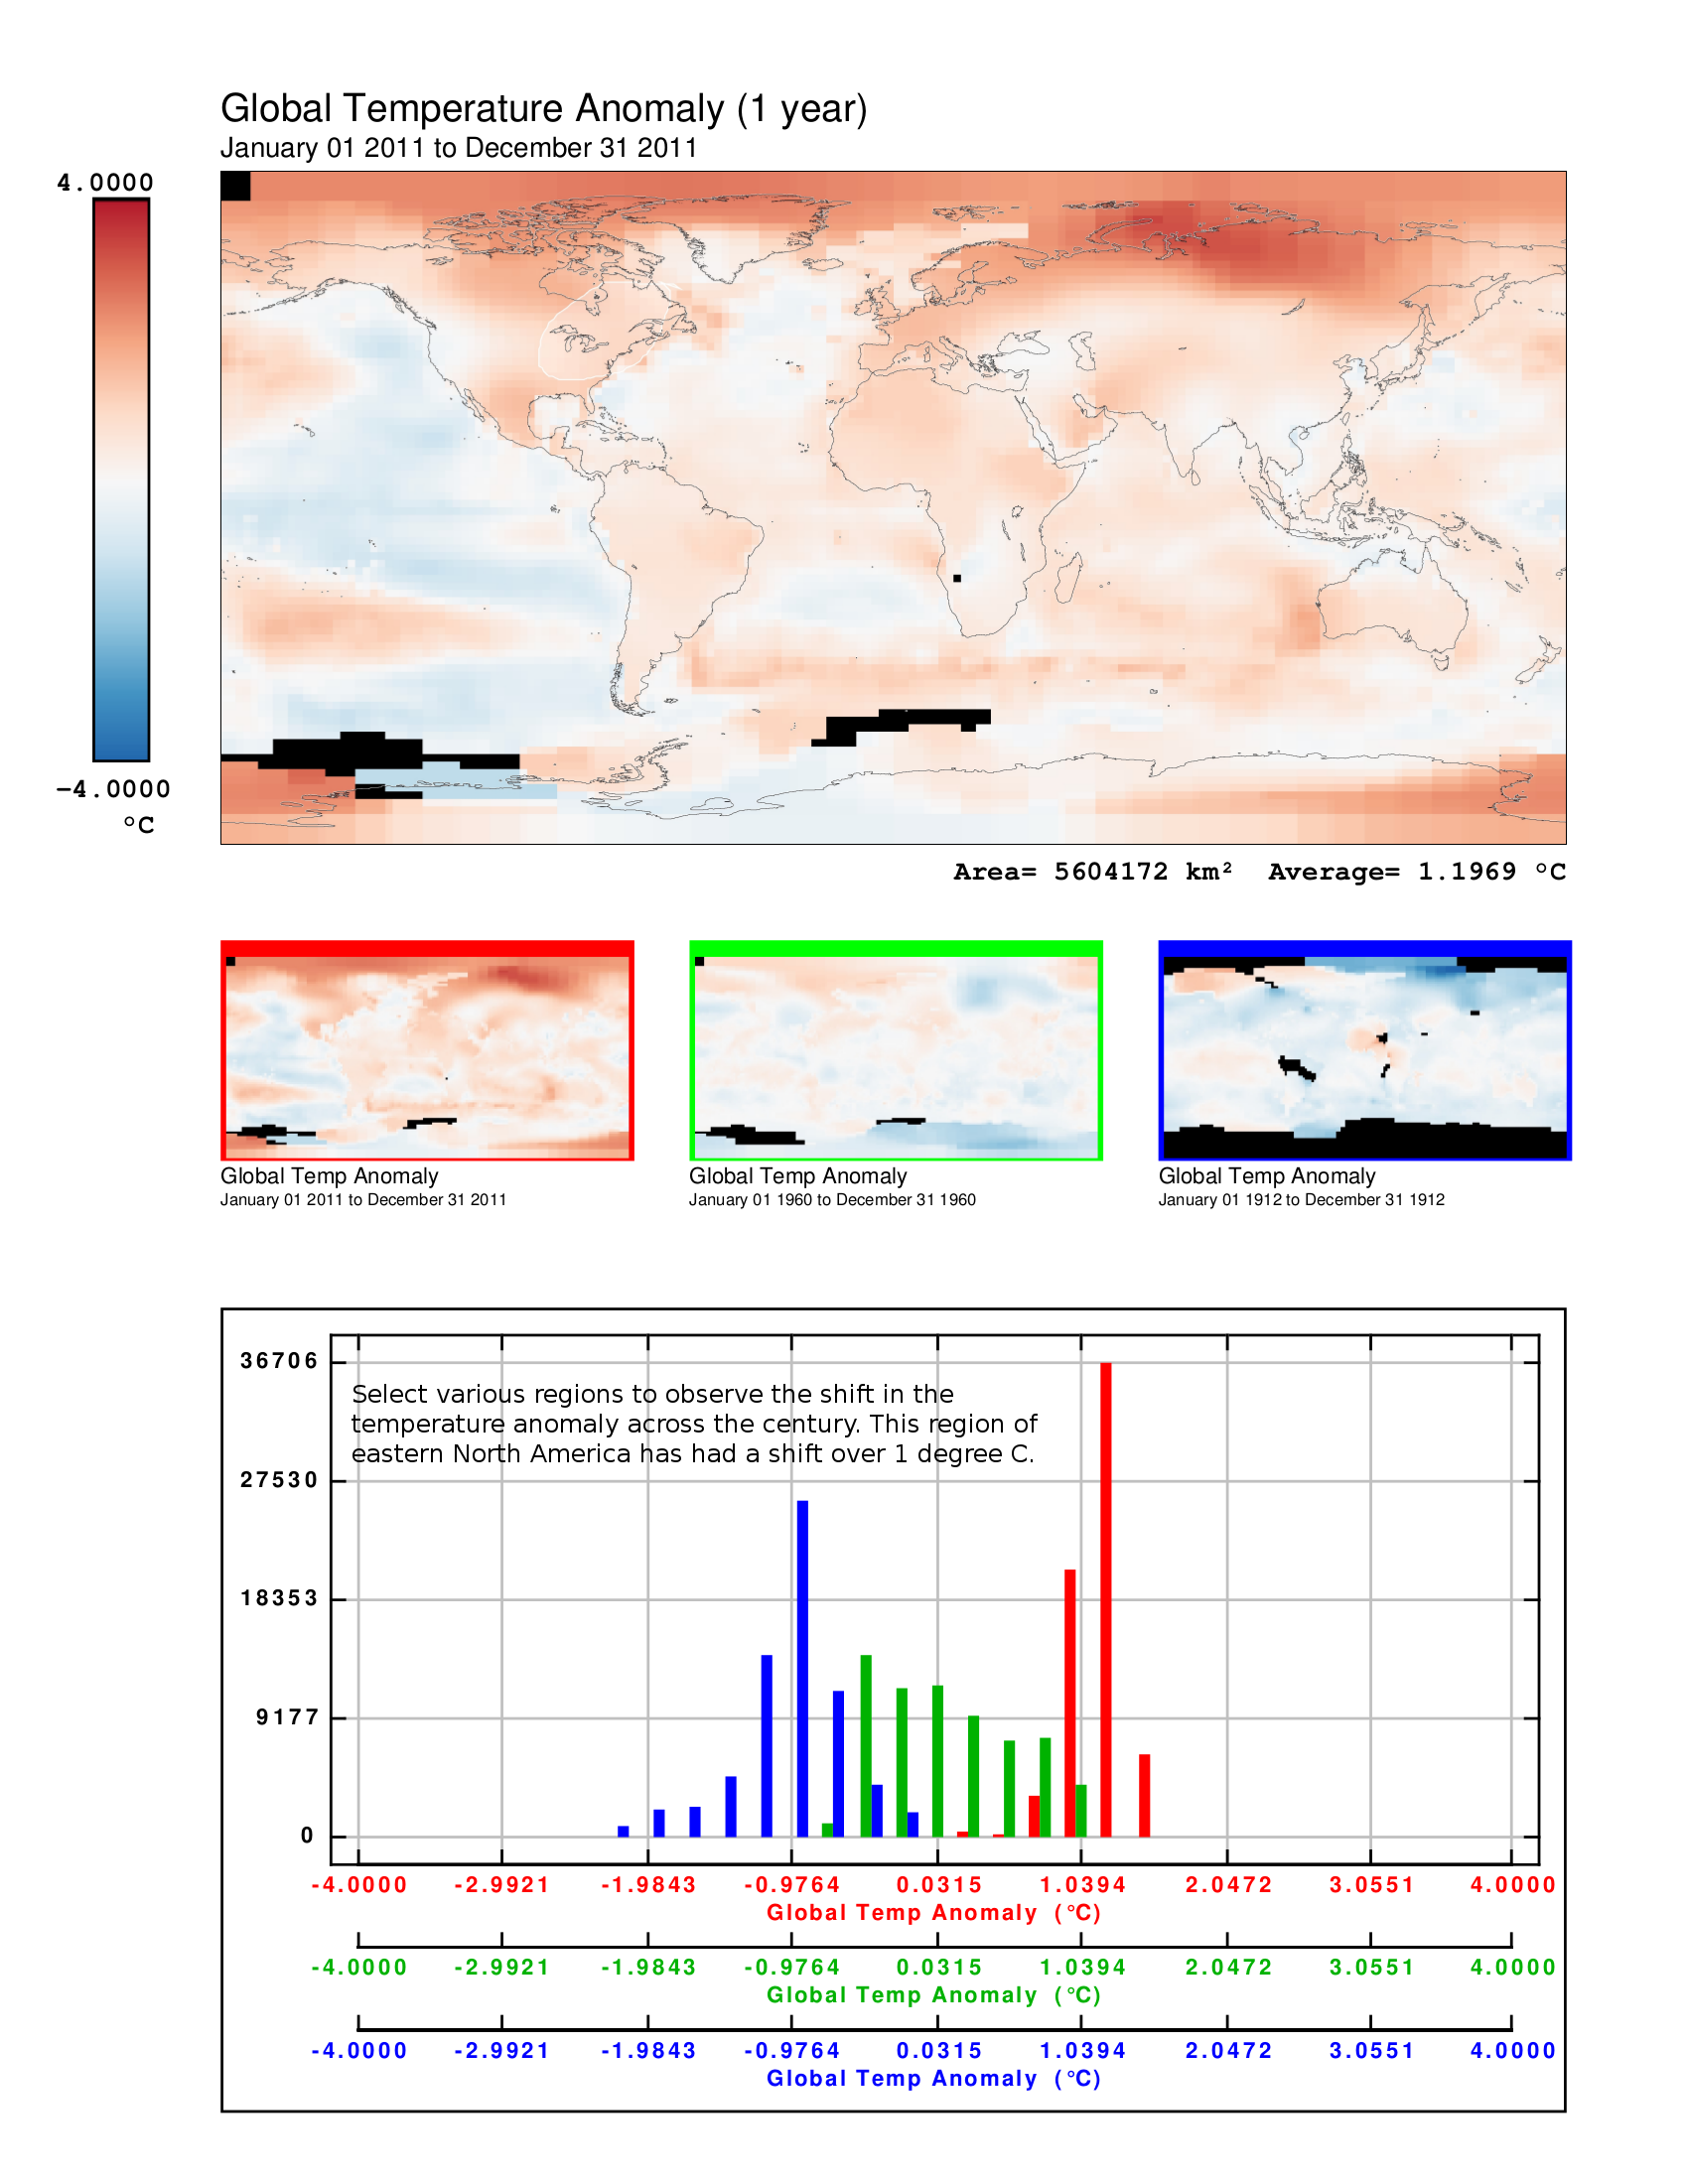 Global Temperature Anomaly (1 year)
January 01 2011 to December 31 2011
4.0000
-4.0000
°C
Area= 5604172 km² Average= 1.1969 °C
Global Temp Anomaly
January 01 2011 to December 31 2011
Global Temp Anomaly
January 01 1960 to December 31 1960
Global Temp Anomaly
January 01 1912 to December 31 1912
36706
27530
18353
9177
0
Select various regions to observe the shift in the
temperature anomaly across the century. This region of
eastern North America has had a shift over 1 degree C.
-4.0000 -2.9921 -1.9843 -0.9764 0.0315 1.0394 2.0472 3.0551 4.0000
Global Temp Anomaly (°C)
-4.0000 -2.9921 -1.9843 -0.9764 0.0315 1.0394 2.0472 3.0551 4.0000
Global Temp Anomaly (°C)
-4.0000 -2.9921 -1.9843 -0.9764 0.0315 1.0394 2.0472 3.0551 4.0000
Global Temp Anomaly (°C)